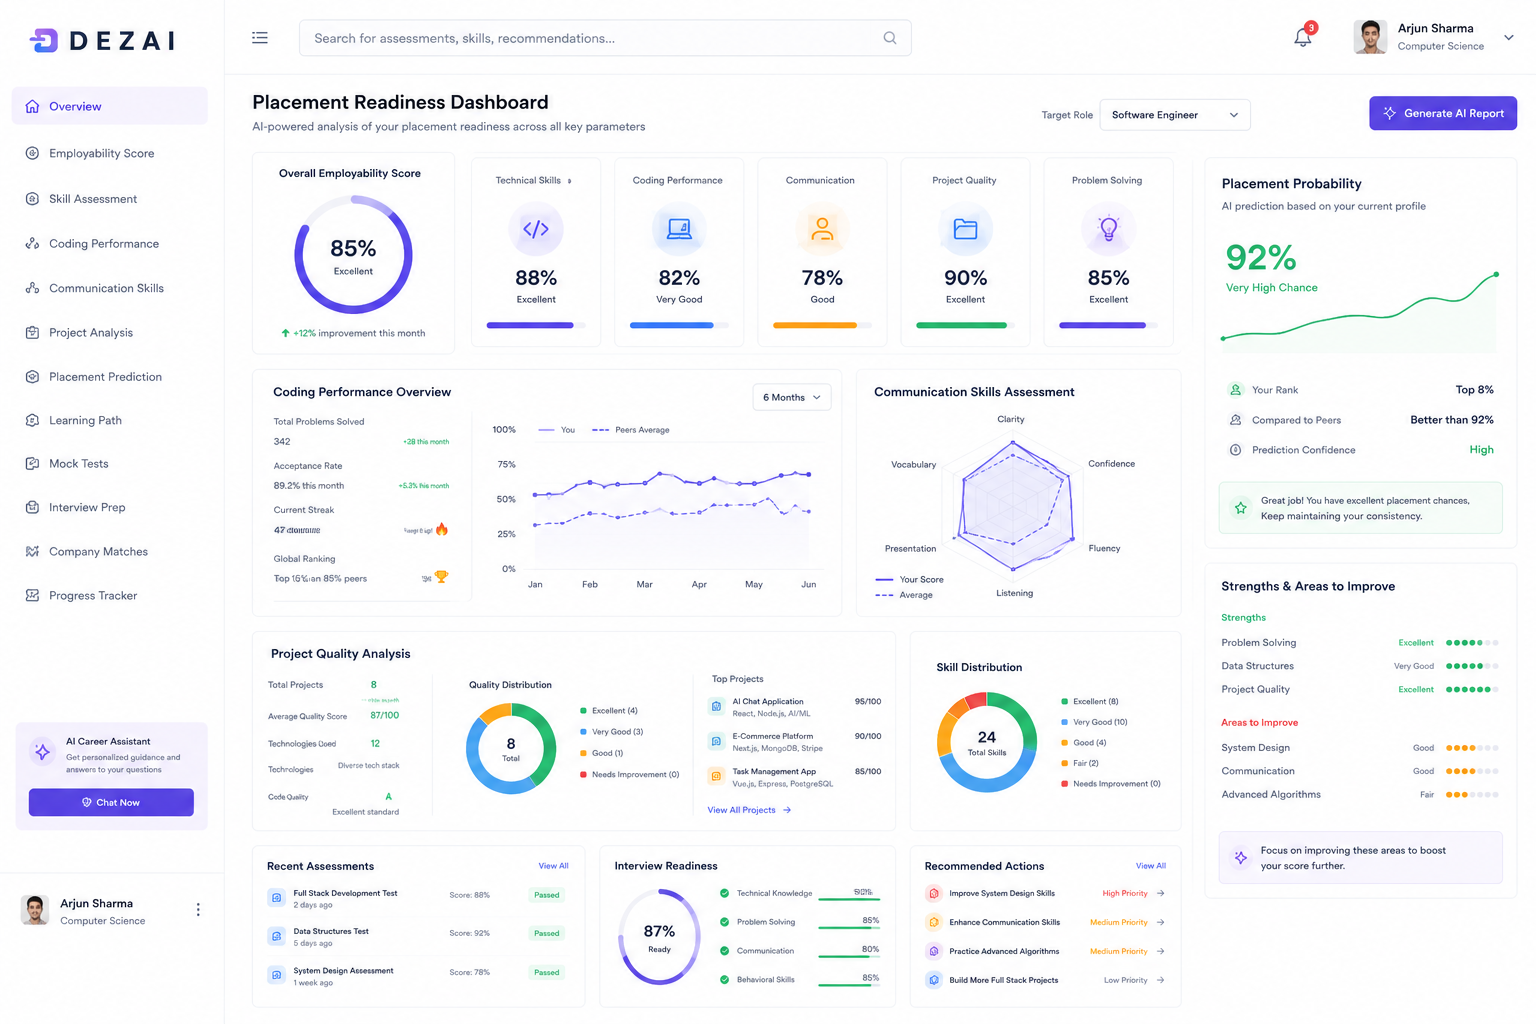 DEZAI
Search for assessments, skills, recommendations...
3
Arjun Sharma
Computer Science
Overview
Employability Score
Skill Assessment
Coding Performance
Communication Skills
Project Analysis
Placement Prediction
Learning Path
Mock Tests
Interview Prep
Company Matches
Progress Tracker
AI Career Assistant
Get personalized guidance and
answers to your questions
Chat Now
Arjun Sharma
Computer Science
Placement Readiness Dashboard
AI-powered analysis of your placement readiness across all key parameters
Target Role
Software Engineer
Generate AI Report
Overall Employability Score
85%
Excellent
+12% improvement this month
Technical Skills
88%
Excellent
Coding Performance
82%
Very Good
Communication
78%
Good
Project Quality
90%
Excellent
Problem Solving
85%
Excellent
Placement Probability
AI prediction based on your current profile
92%
Very High Chance
Your Rank Top 8%
Compared to Peers Better than 92%
Prediction Confidence High
Great job! You have excellent placement chances,
Keep maintaining your consistency.
Coding Performance Overview
6 Months
Total Problems Solved
342 +28 this month
Acceptance Rate
89.2% this month +5.3% this month
Current Streak
47
Global Ranking
Top 85% peers
You
Peers Average
100%
75%
50%
25%
0%
Jan Feb Mar Apr May Jun
Communication Skills Assessment
Clarity
Confidence
Fluency
Listening
Presentation
Vocabulary
Your Score
Average
Strengths & Areas to Improve
Strengths
Problem Solving Excellent
Data Structures Very Good
Project Quality Excellent
Areas to Improve
System Design Good
Communication Good
Advanced Algorithms Fair
Focus on improving these areas to boost
your score further.
Project Quality Analysis
Total Projects 8
month
Average Quality Score 87/100
Technologies Used 12
Technologies Diverse tech stack
Code Quality A
Excellent standard
Quality Distribution
8
Total
Excellent (4)
Very Good (3)
Good (1)
Needs Improvement (0)
Top Projects
AI Chat Application 95/100
React, Node.js, AI/ML
E-Commerce Platform 90/100
Next.js, MongoDB, Stripe
Task Management App 85/100
Vue.js, Express, PostgreSQL
View All Projects →
Skill Distribution
24
Total Skills
Excellent (8)
Very Good (10)
Good (4)
Fair (2)
Needs Improvement (0)
Recent Assessments View All
Full Stack Development Test Score: 88% Passed
2 days ago
Data Structures Test Score: 92% Passed
5 days ago
System Design Assessment Score: 78% Passed
1 week ago
Interview Readiness
87%
Ready
Technical Knowledge
Problem Solving 85%
Communication 80%
Behavioral Skills 85%
Recommended Actions View All
Improve System Design Skills High Priority →
Enhance Communication Skills Medium Priority →
Practice Advanced Algorithms Medium Priority →
Build More Full Stack Projects Low Priority →